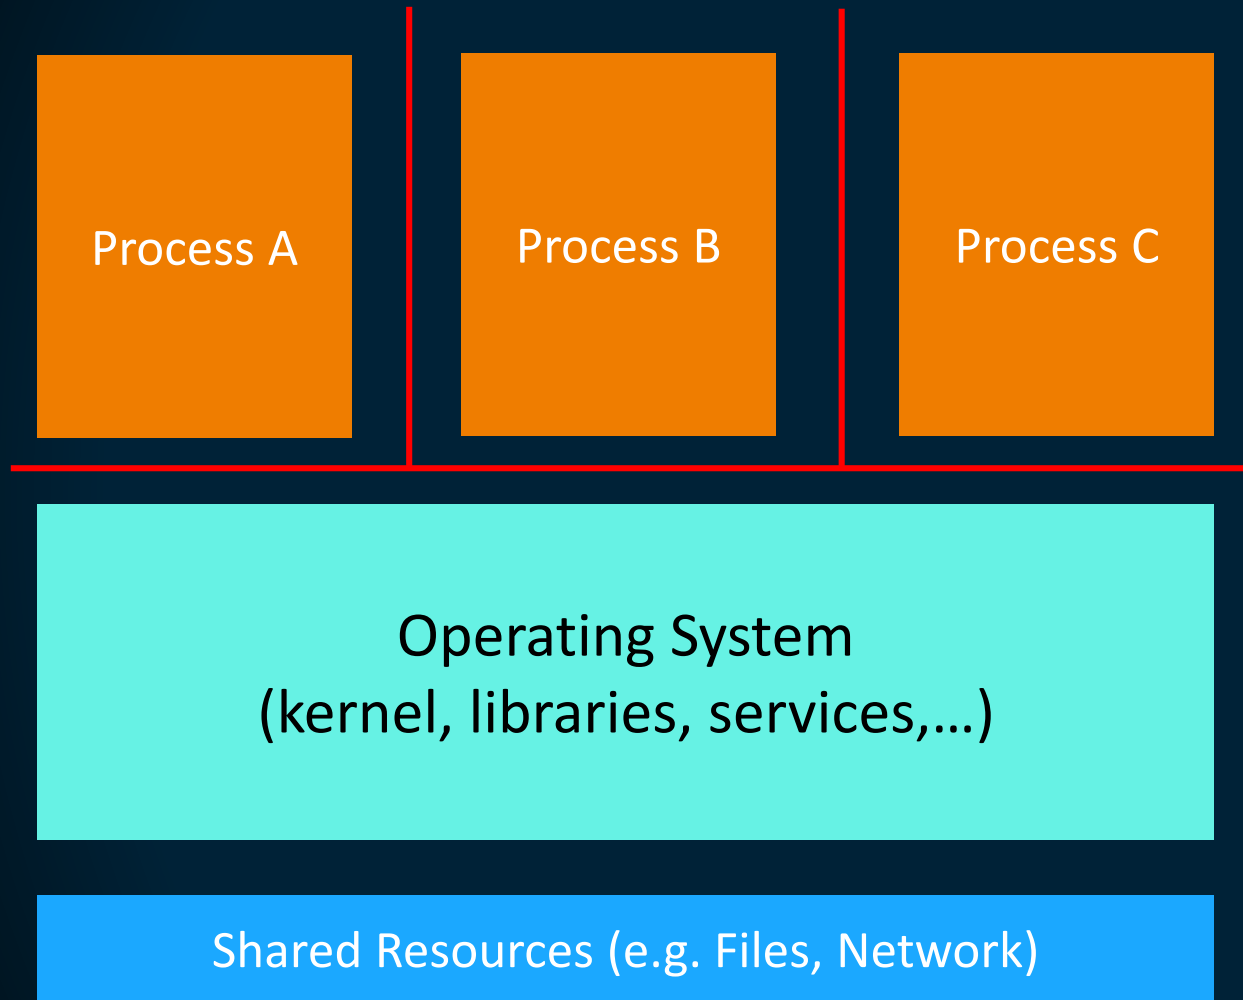 Process A
Process B
Process C
Operating System
(kernel, libraries, services,...)
Shared Resources (e.g. Files, Network)